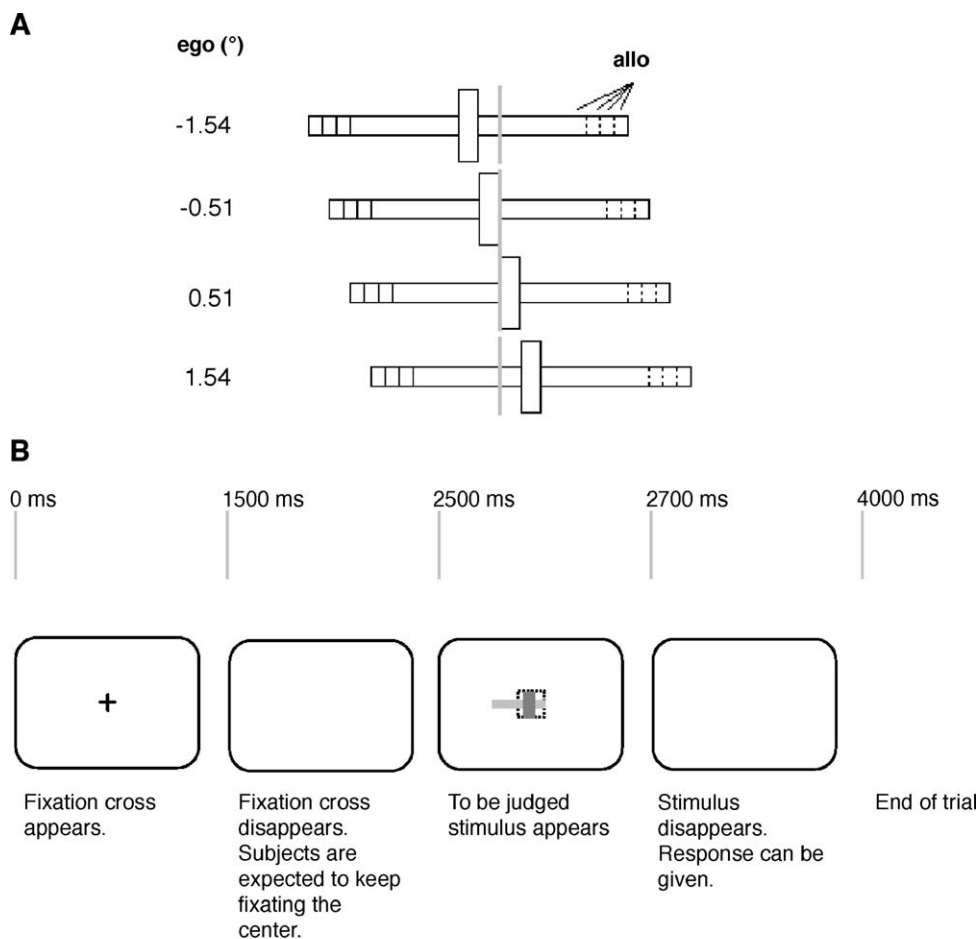 A
ego (°)
allo
-1.54
-0.51
0.51
1.54
B
0 ms
1500 ms
2500 ms
2700 ms
4000 ms
Fixation cross
appears.
Fixation cross
disappears.
Subjects are
expected to keep
fixating the
center.
To be judged
stimulus appears
Stimulus
disappears.
Response can be
given.
End of trial